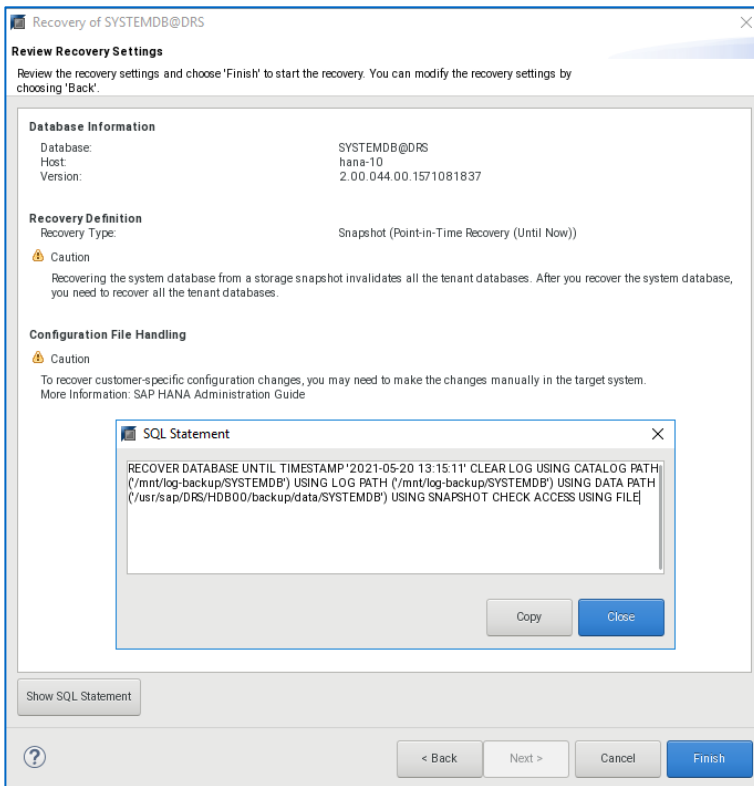 Recovery of SYSTEMDB@DRS
Review Recovery Settings
Review the recovery settings and choose 'Finish' to start the recovery. You can modify the recovery settings by
choosing 'Back'.
Database Information
Database: SYSTEMDB@DRS
Host: hana-10
Version: 2.00.044.00.1571081837
Recovery Definition
Recovery Type: Snapshot (Point-in-Time Recovery (Until Now))
Caution
Recovering the system database from a storage snapshot invalidates all the tenant databases. After you recover the system database,
you need to recover all the tenant databases.
Configuration File Handling
Caution
To recover customer-specific configuration changes, you may need to make the changes manually in the target system.
More Information: SAP HANA Administration Guide
SQL Statement
RECOVER DATABASE UNTIL TIMESTAMP '2021-05-20 13:15:11' CLEAR LOG USING CATALOG PATH
('/mnt/log-backup/SYSTEMDB') USING LOG PATH ('/mnt/log-backup/SYSTEMDB') USING DATA PATH
('/usr/sap/DRS/HDB00/backup/data/SYSTEMDB') USING SNAPSHOT CHECK ACCESS USING FILE
Copy
Close
Show SQL Statement
?
< Back
Next >
Cancel
Finish